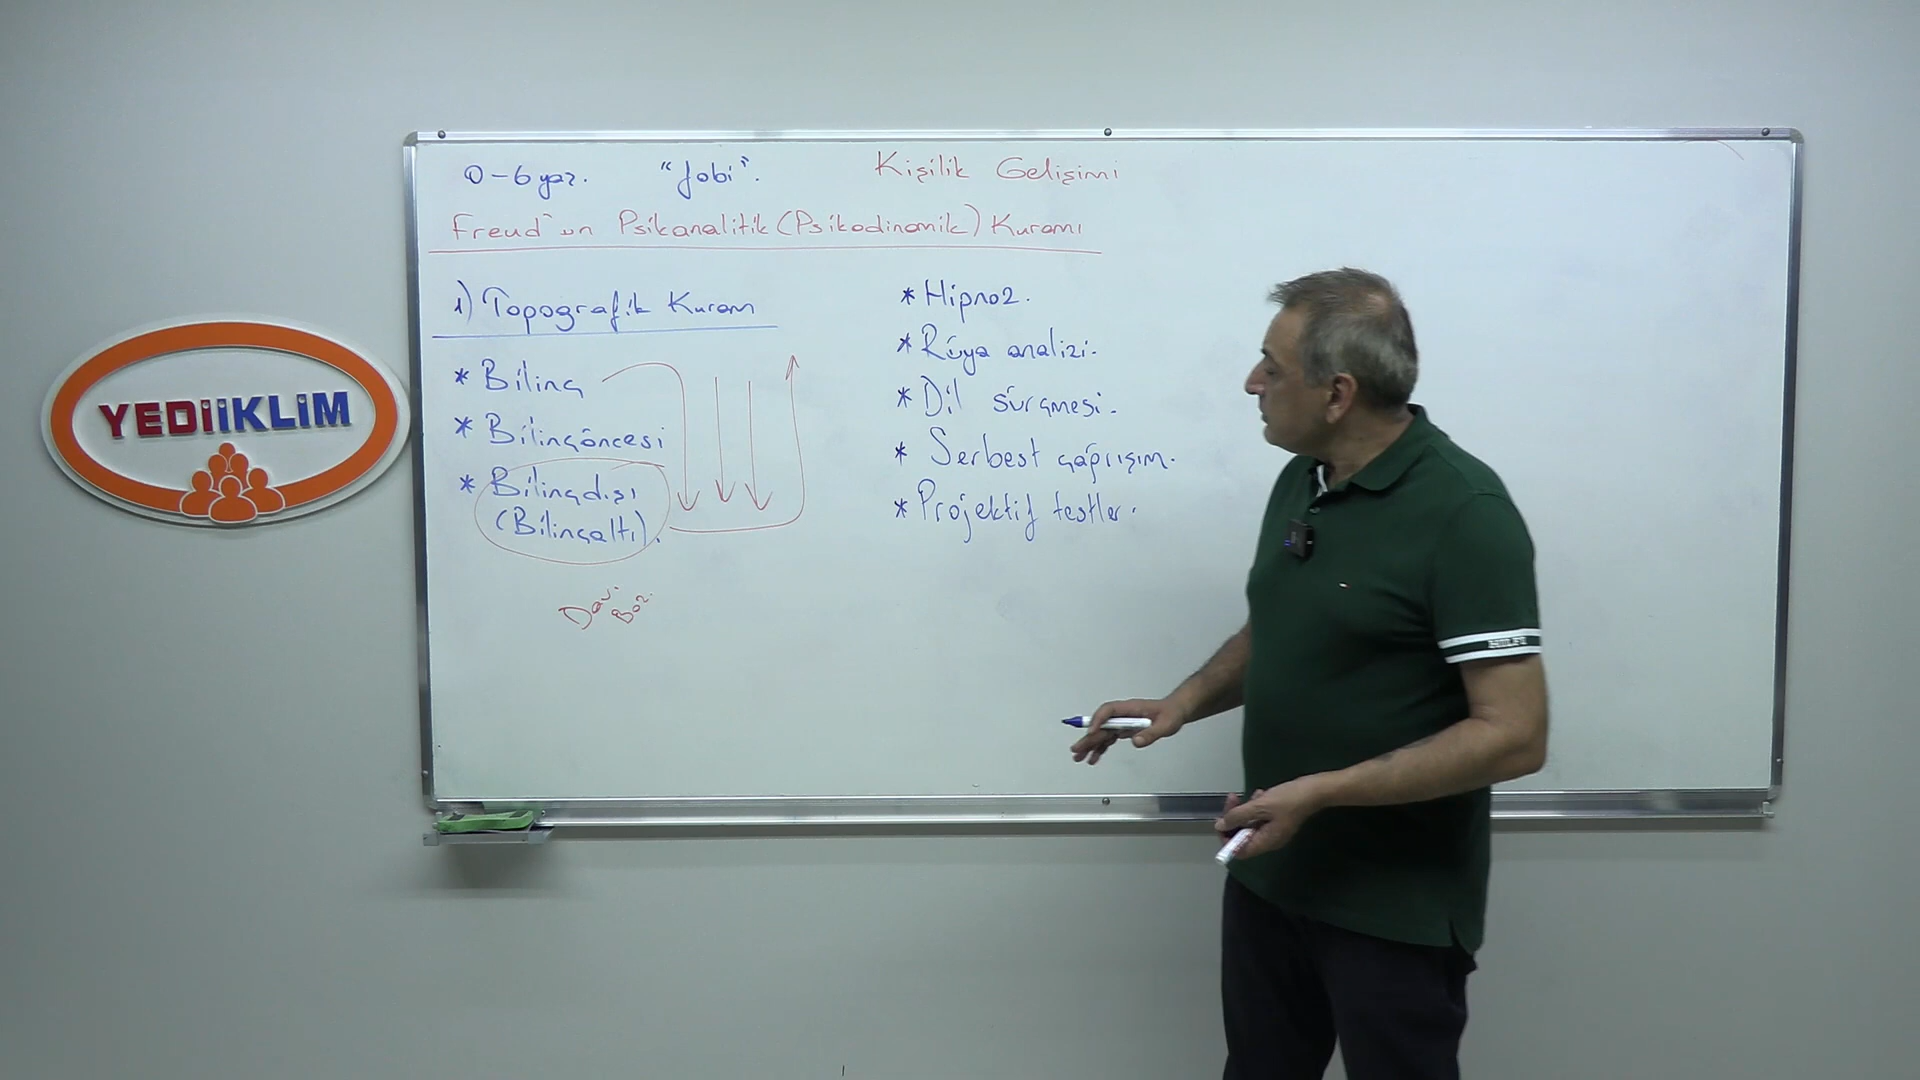 YEDİİKLİM
0-6 yaş. "fobi". Kişilik Gelişimi
Freud'un Psikanalitik (Psikodinamik) Kuramı
1) Topografik Kuram
* Bilinç
* Bilinçöncesi
* Bilinçdışı
(Bilinçaltı).
* Hipnoz.
* Rüya analizi.
* Dil sürçmesi.
* Serbest çağrışım.
* Projektif testler.